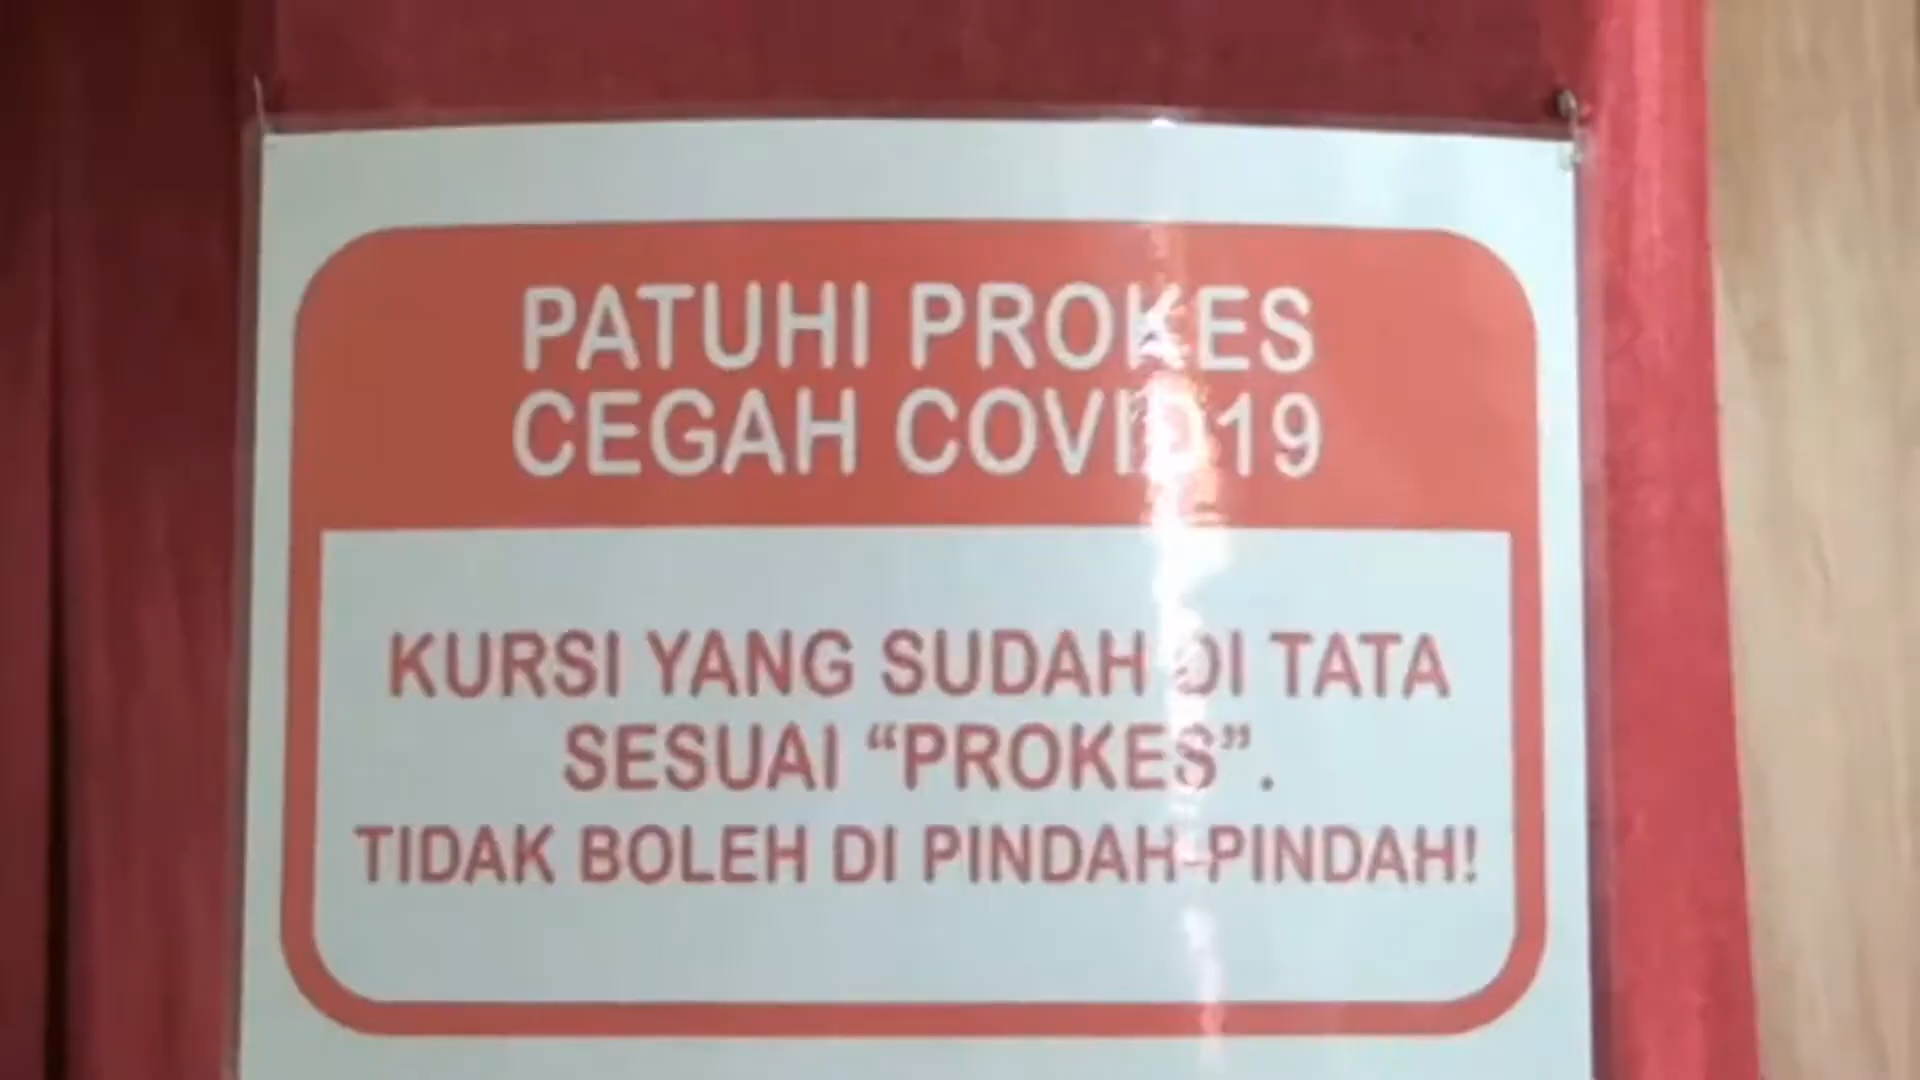 PATUHI PROKES
CEGAH COVID19
KURSI YANG SUDAH DI TATA
SESUAI “PROKES”.
TIDAK BOLEH DI PINDAH-PINDAH!